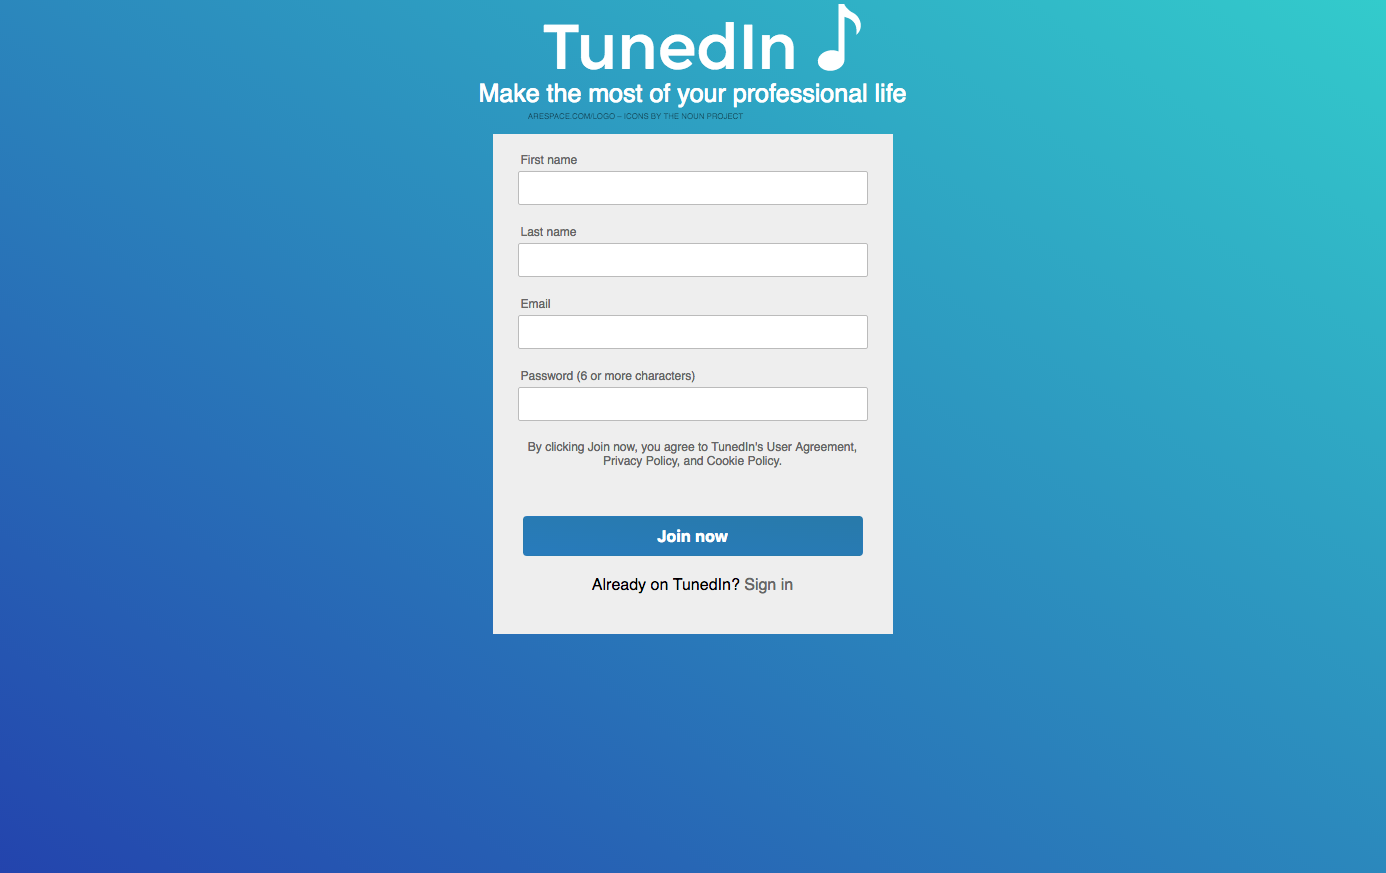 TunedIn
Make the most of your professional life
ARESPACE.COM/LOGO – ICONS BY THE NOUN PROJECT
First name
Last name
Email
Password (6 or more characters)
By clicking Join now, you agree to TunedIn's User Agreement,
Privacy Policy, and Cookie Policy.
Join now
Already on TunedIn? Sign in